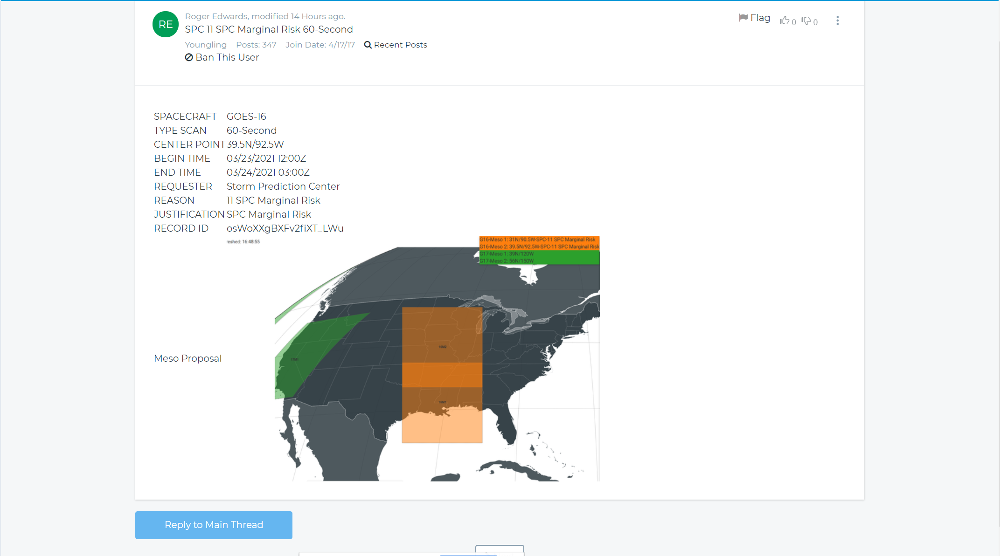 RE
Roger Edwards, modified 14 Hours ago.
SPC 11 SPC Marginal Risk 60-Second
Youngling Posts: 347 Join Date: 4/17/17 Recent Posts
Ban This User
Flag 0 0
SPACECRAFT GOES-16
TYPE SCAN 60-Second
CENTER POINT 39.5N/92.5W
BEGIN TIME 03/23/2021 12:00Z
END TIME 03/24/2021 03:00Z
REQUESTER Storm Prediction Center
REASON 11 SPC Marginal Risk
JUSTIFICATION SPC Marginal Risk
RECORD ID osWoXXgBXFv2fiXT_LWu
reshed: 16:48:55
G16-Meso 1: 31N/90.5W-SPC-11 SPC Marginal Risk
G16-Meso 2: 39.5N/92.5W-SPC-11 SPC Marginal Risk
G17-Meso 1: 39N/120W
G17-Meso 2: 56N/150W
16M2
17M1
16M1
Meso Proposal
Reply to Main Thread